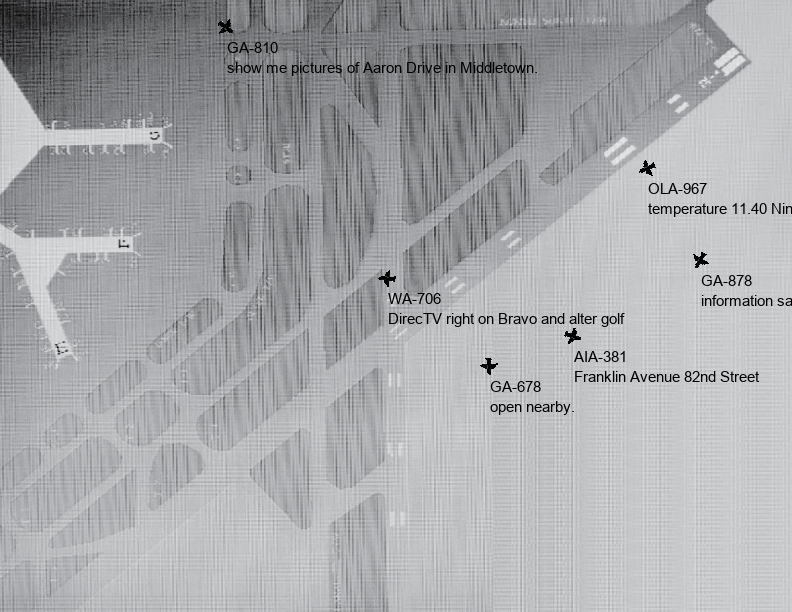 GA-810
show me pictures of Aaron Drive in Middletown.
G
OLA-967
temperature 11.40 Nin
F
GA-878
information sa
WA-706
DirecTV right on Bravo and alter golf
AIA-381
Franklin Avenue 82nd Street
GA-678
open nearby.